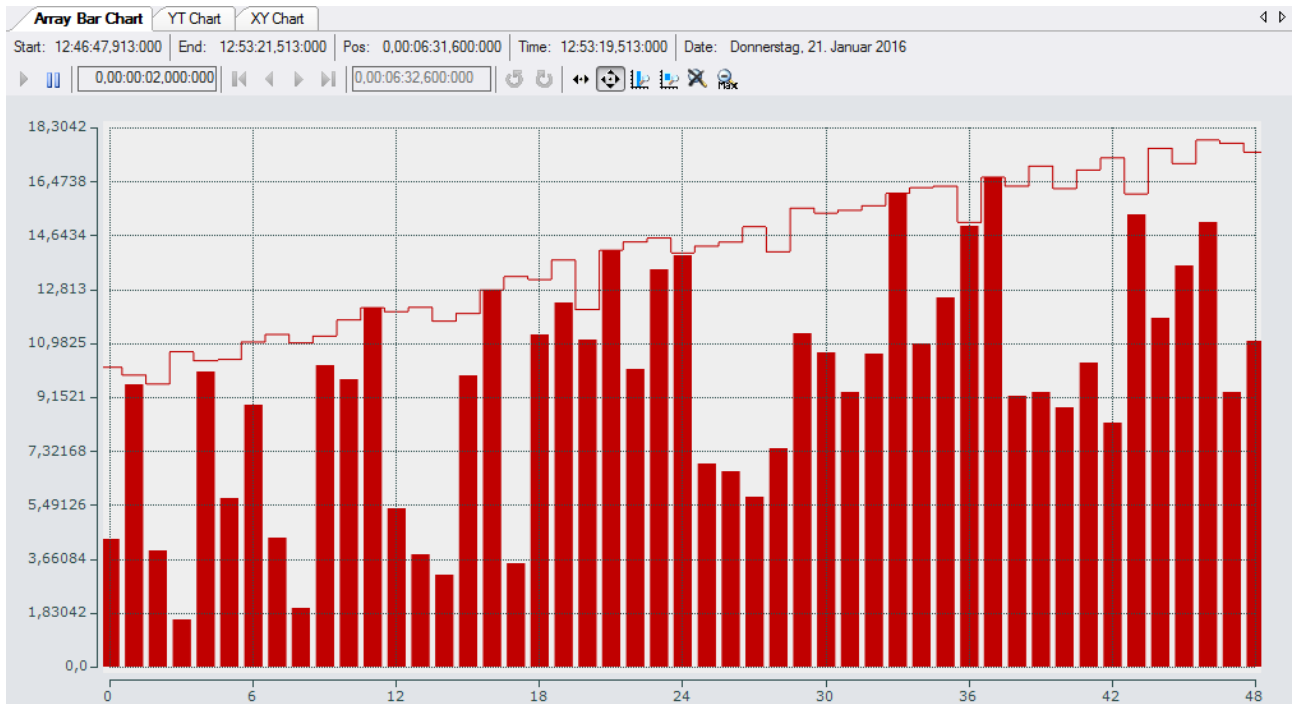 Array Bar Chart YT Chart XY Chart
Start: 12:46:47,913:000 End: 12:53:21,513:000 Pos: 0,00:06:31,600:000 Time: 12:53:19,513:000 Date: Donnerstag, 21. Januar 2016
0,00:00:02,000:000 0,00:06:32,600:000 Max
18,3042
16,4738
14,6434
12,813
10,9825
9,1521
7,32168
5,49126
3,66084
1,83042
0,0
0 6 12 18 24 30 36 42 48